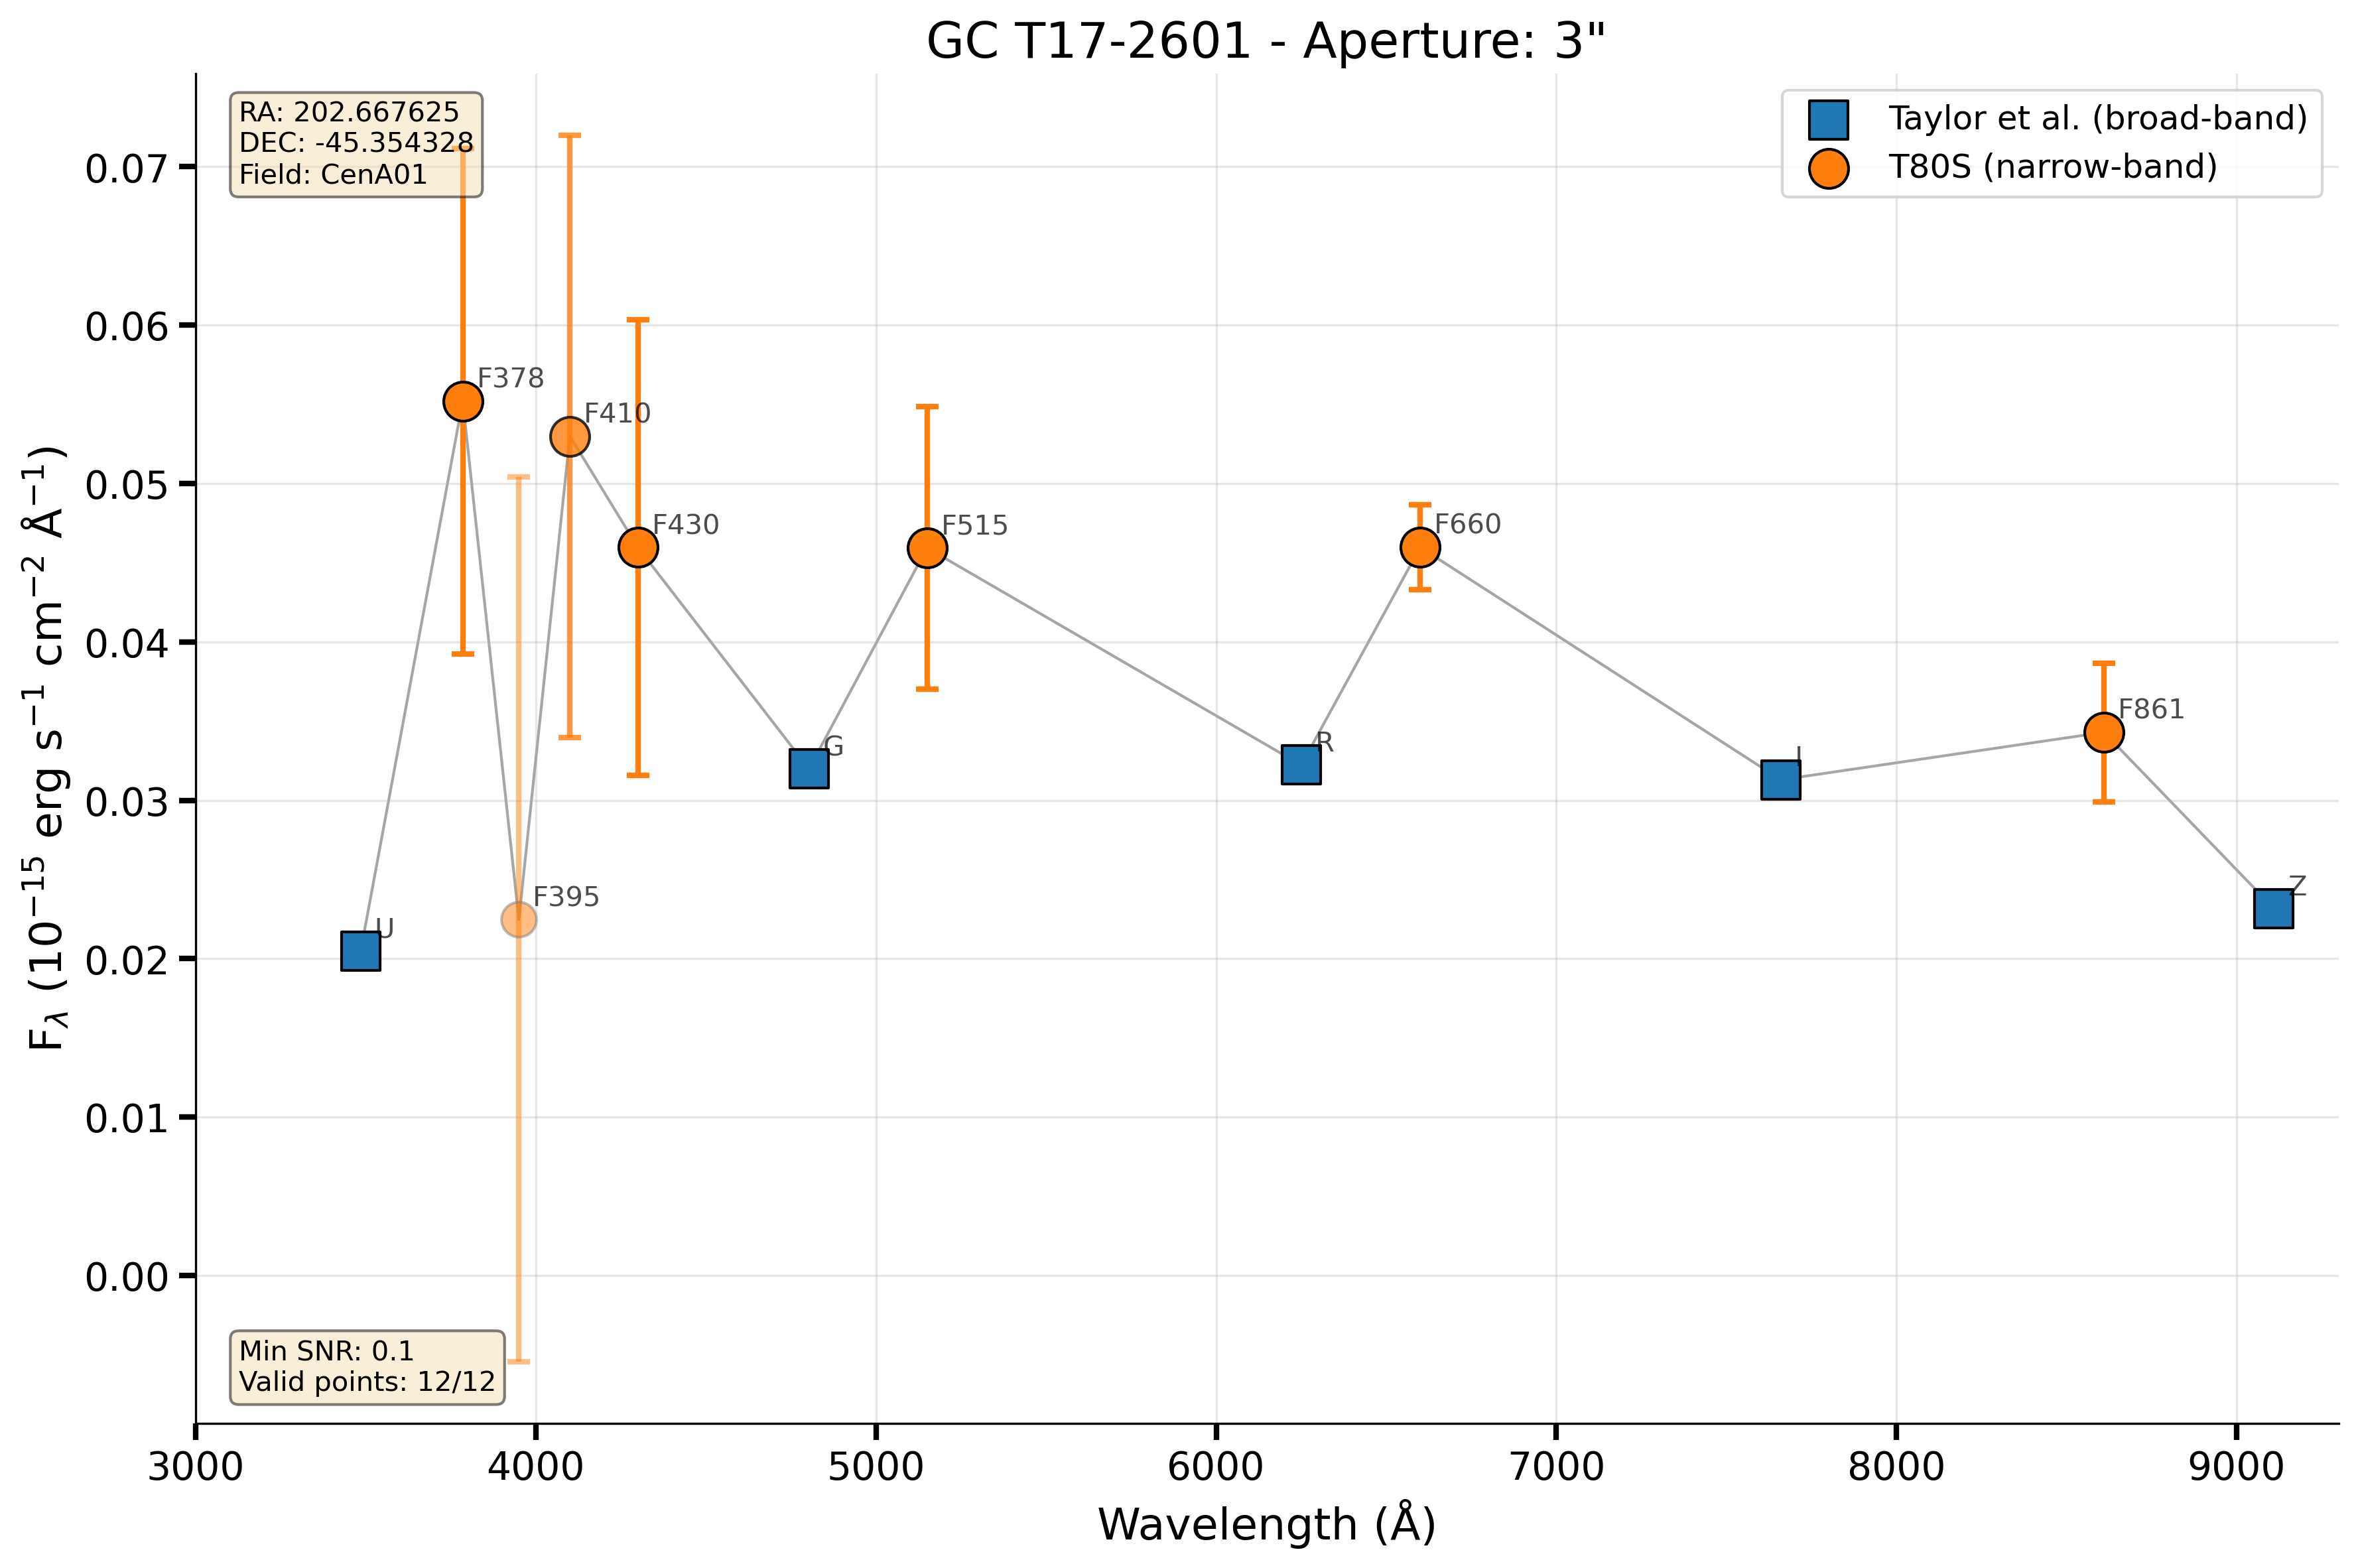 GC T17-2601 - Aperture: 3"
RA: 202.667625
DEC: -45.354328
Field: CenA01
Taylor et al. (broad-band)
T80S (narrow-band)
0.07
0.06
0.05
0.04
0.03
0.02
0.01
0.00
F_λ (10⁻¹⁵ erg s⁻¹ cm⁻² Å⁻¹)
F378
F410
F430
F515
F660
F861
F395
U
G
R
I
Z
Min SNR: 0.1
Valid points: 12/12
3000 4000 5000 6000 7000 8000 9000
Wavelength (Å)